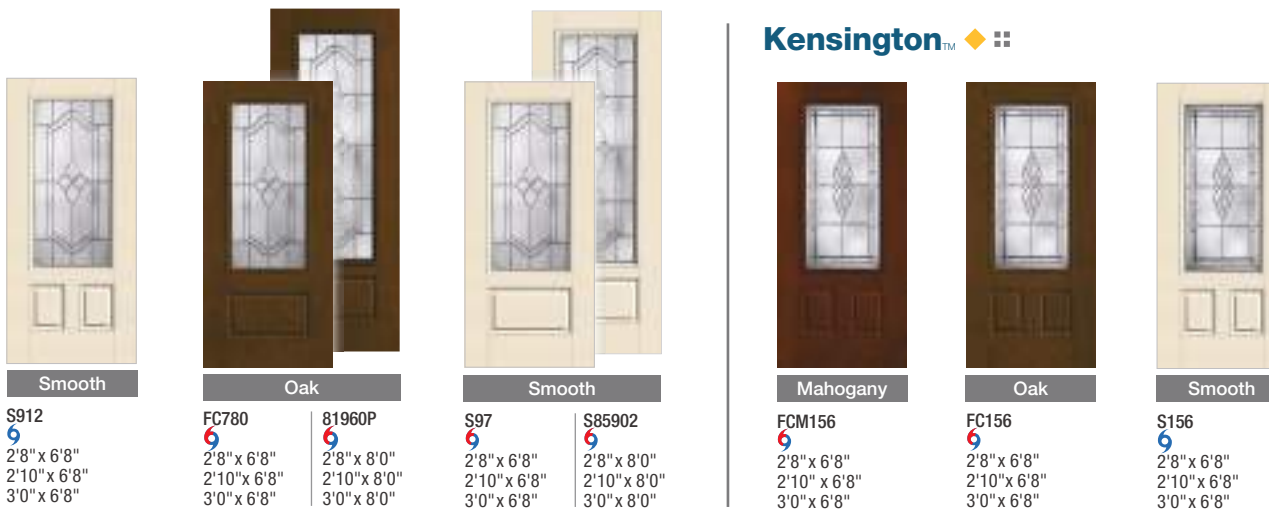 Kensington™
Smooth
S912
2'8" x 6'8"
2'10"x 6'8"
3'0" x 6'8"
Oak
FC780
2'8" x 6'8"
2'10"x 6'8"
3'0" x 6'8"
81960P
2'8" x 8'0"
2'10"x 8'0"
3'0" x 8'0"
Smooth
S97
2'8" x 6'8"
2'10"x 6'8"
3'0" x 6'8"
S85902
2'8" x 8'0"
2'10"x 8'0"
3'0" x 8'0"
Mahogany
FCM156
2'8" x 6'8"
2'10" x 6'8"
3'0" x 6'8"
Oak
FC156
2'8" x 6'8"
2'10" x 6'8"
3'0" x 6'8"
Smooth
S156
2'8" x 6'8"
2'10" x 6'8"
3'0" x 6'8"